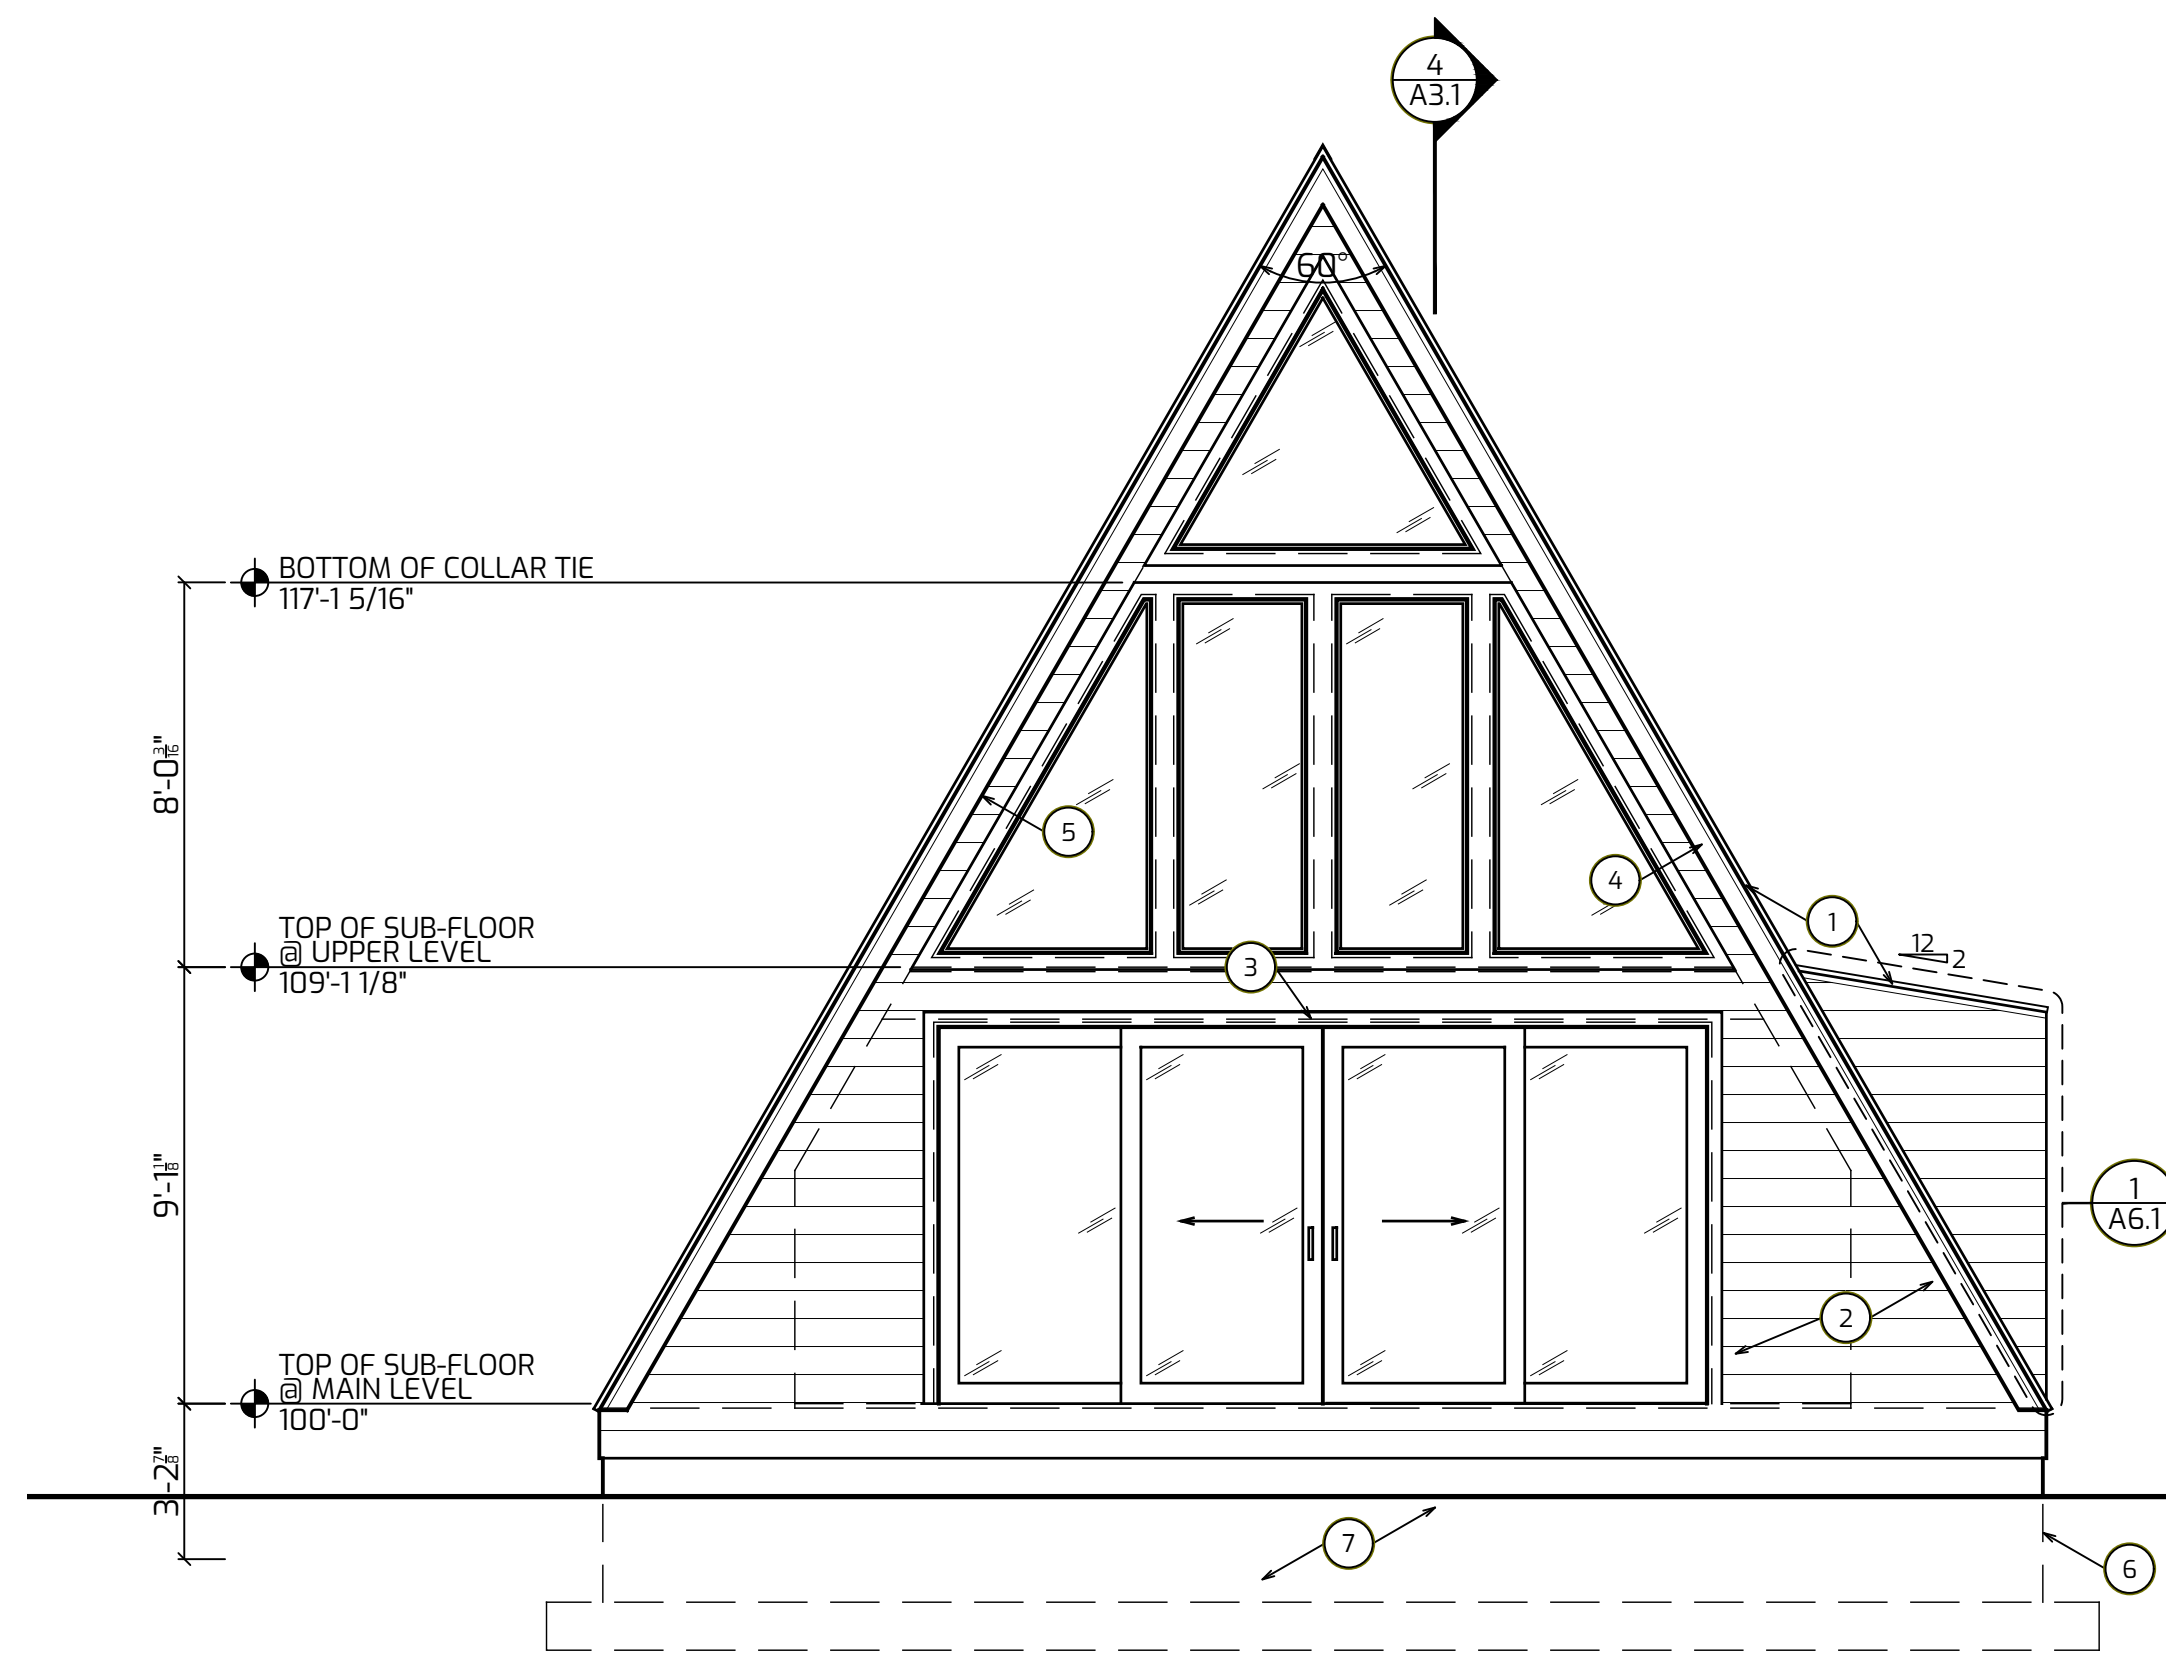 4
A3.1
60°
BOTTOM OF COLLAR TIE
117'-1 5/16"
8'-0 3/16"
5
4
1
12
2
TOP OF SUB-FLOOR
@ UPPER LEVEL
109'-1 1/8"
3
9'-1 1/8"
1
A6.1
2
TOP OF SUB-FLOOR
@ MAIN LEVEL
100'-0"
3'-2 7/8"
7
6